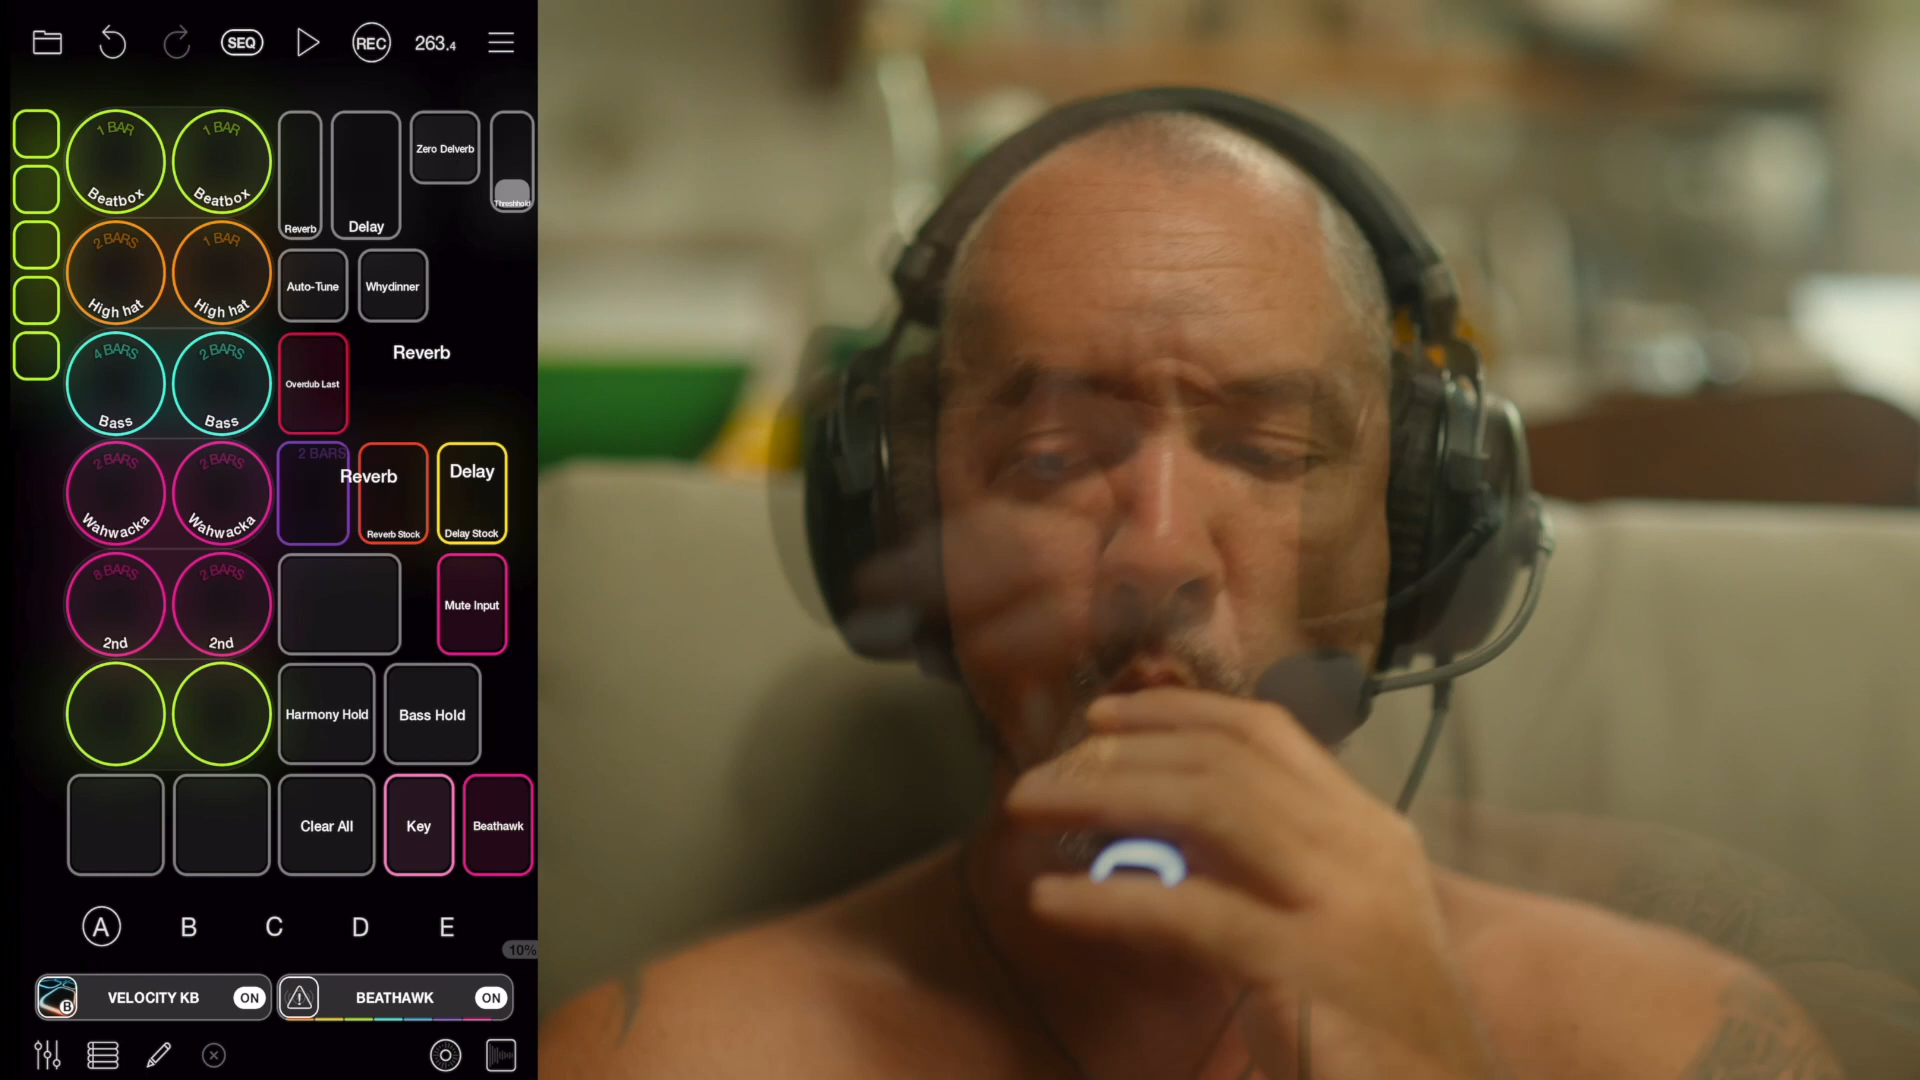 SEQ
REC
263.4
1 BAR
Beatbox
1 BAR
Beatbox
Reverb
Delay
Zero Delverb
Threshhold
2 BARS
High hat
1 BAR
High hat
Auto-Tune
Whydinner
4 BARS
Bass
2 BARS
Bass
Overdub Last
Reverb
2 BARS
Wahwacka
2 BARS
Wahwacka
2 BARS
Reverb
Reverb Stock
Delay
Delay Stock
8 BARS
2nd
2 BARS
2nd
Mute Input
Harmony Hold
Bass Hold
Clear All
Key
Beathawk
A B C D E
10%
B
VELOCITY KB
ON
BEATHAWK
ON